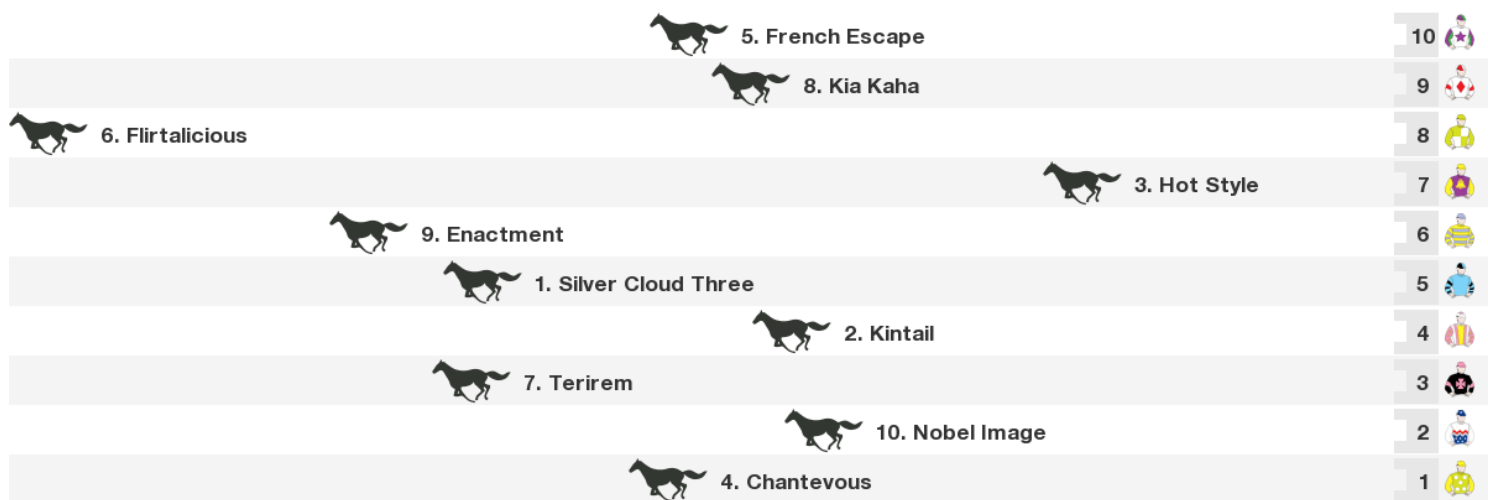 5. French Escape 10
8. Kia Kaha 9
6. Flirtalicious 8
3. Hot Style 7
9. Enactment 6
1. Silver Cloud Three 5
2. Kintail 4
7. Terirem 3
10. Nobel Image 2
4. Chantevous 1